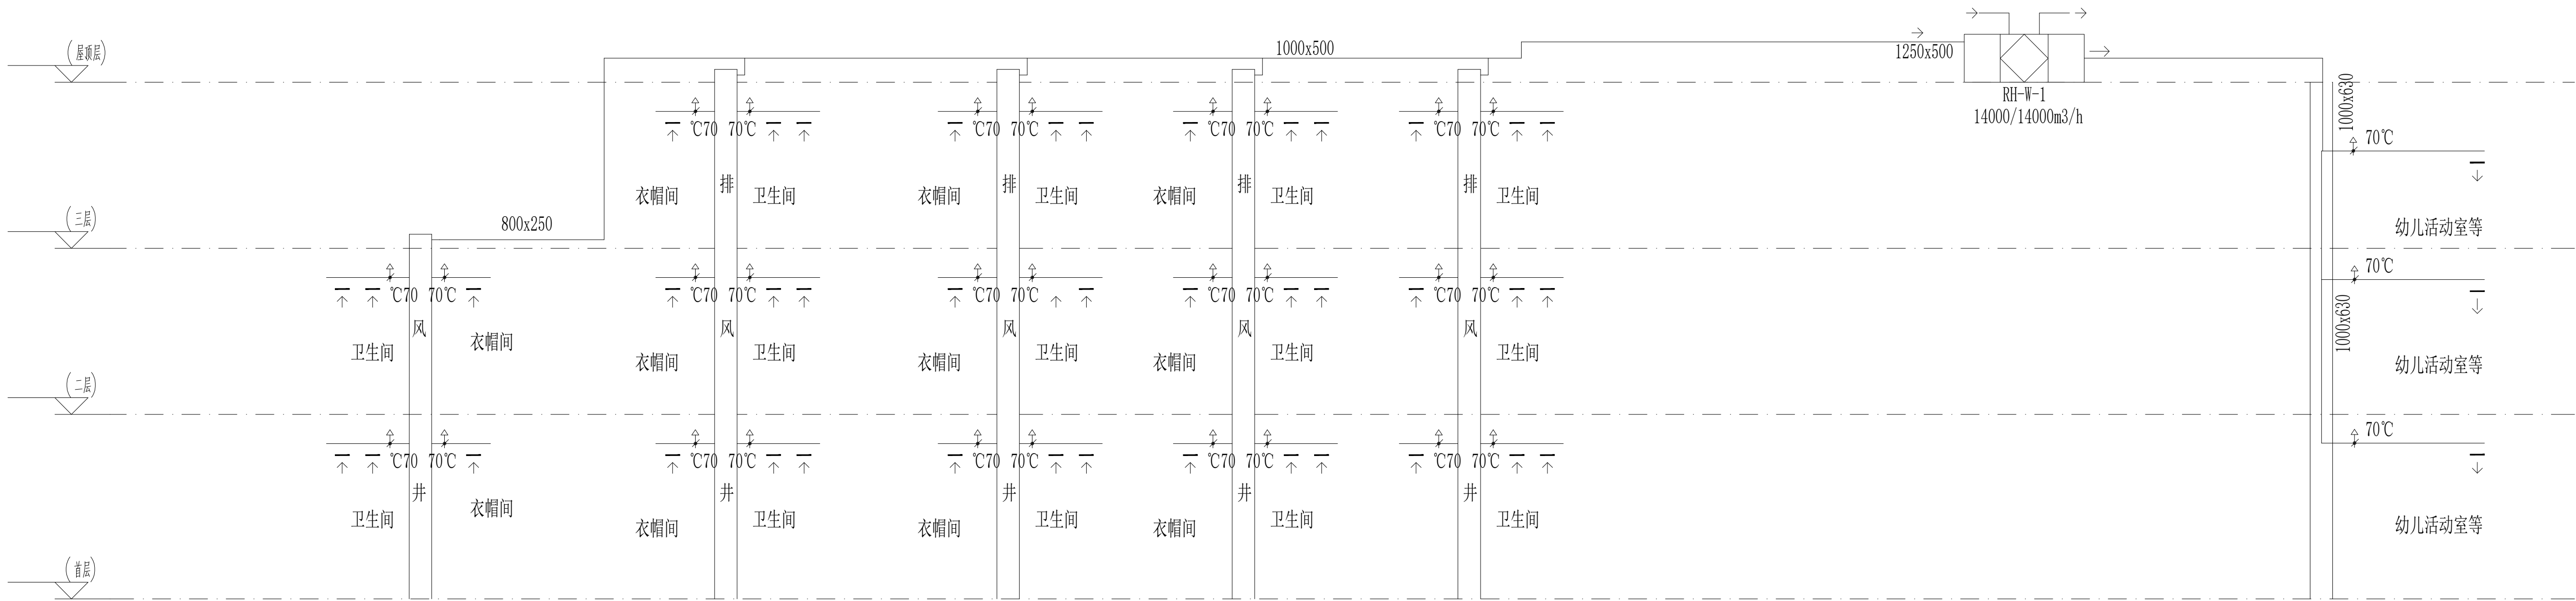 (屋顶层)
1000x500
1250x500
RH-W-1
14000/14000m3/h
1000x630
℃70 70℃
℃70 70℃
℃70 70℃
℃70 70℃
70℃
衣帽间 排 卫生间
衣帽间 排 卫生间
衣帽间 排 卫生间
衣帽间 排 卫生间
(三层)
800x250
幼儿活动室等
℃70 70℃
℃70 70℃
℃70 70℃
℃70 70℃
℃70 70℃
70℃
1000x630
卫生间 风 衣帽间
衣帽间 风 卫生间
衣帽间 风 卫生间
衣帽间 风 卫生间
衣帽间 风 卫生间
幼儿活动室等
(二层)
℃70 70℃
℃70 70℃
℃70 70℃
℃70 70℃
℃70 70℃
70℃
卫生间 井 衣帽间
衣帽间 井 卫生间
衣帽间 井 卫生间
衣帽间 井 卫生间
井 卫生间
幼儿活动室等
(首层)